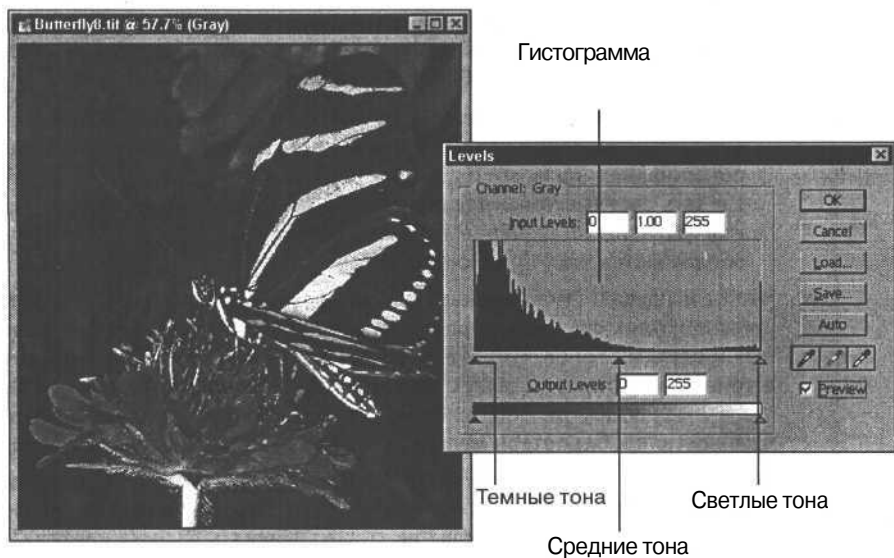 Butterfly8.tif @ 57.7% (Gray)
Гистограмма
Levels
Channel: Gray
Input Levels: 0 1.00 255
OK
Cancel
Load...
Save...
Auto
Output Levels: 0 255
Preview
Темные тона
Светлые тона
Средние тона